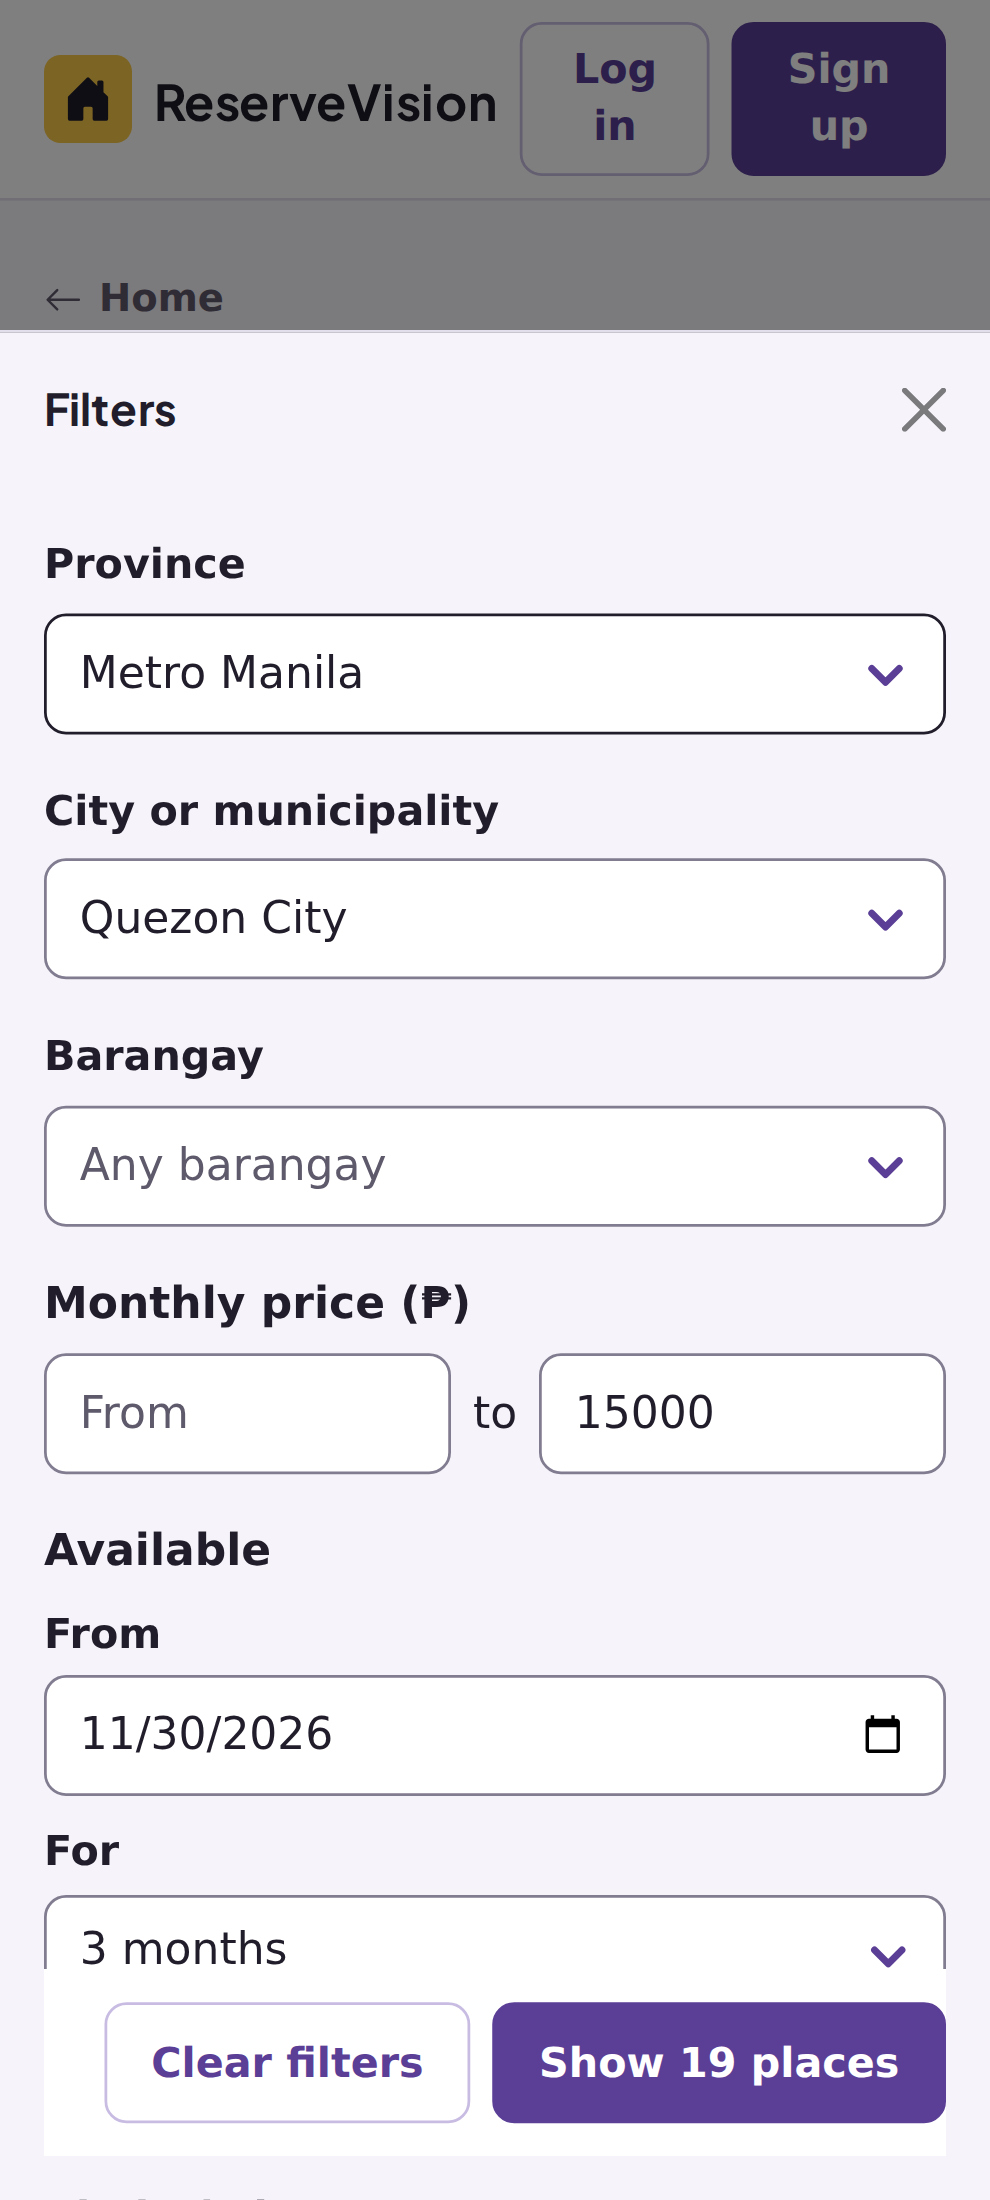 ReserveVision
Log
in
Sign
up
← Home
Filters
Province
Metro Manila
City or municipality
Quezon City
Barangay
Any barangay
Monthly price (₱)
From
to
15000
Available
From
11/30/2026
For
3 months
Clear filters
Show 19 places